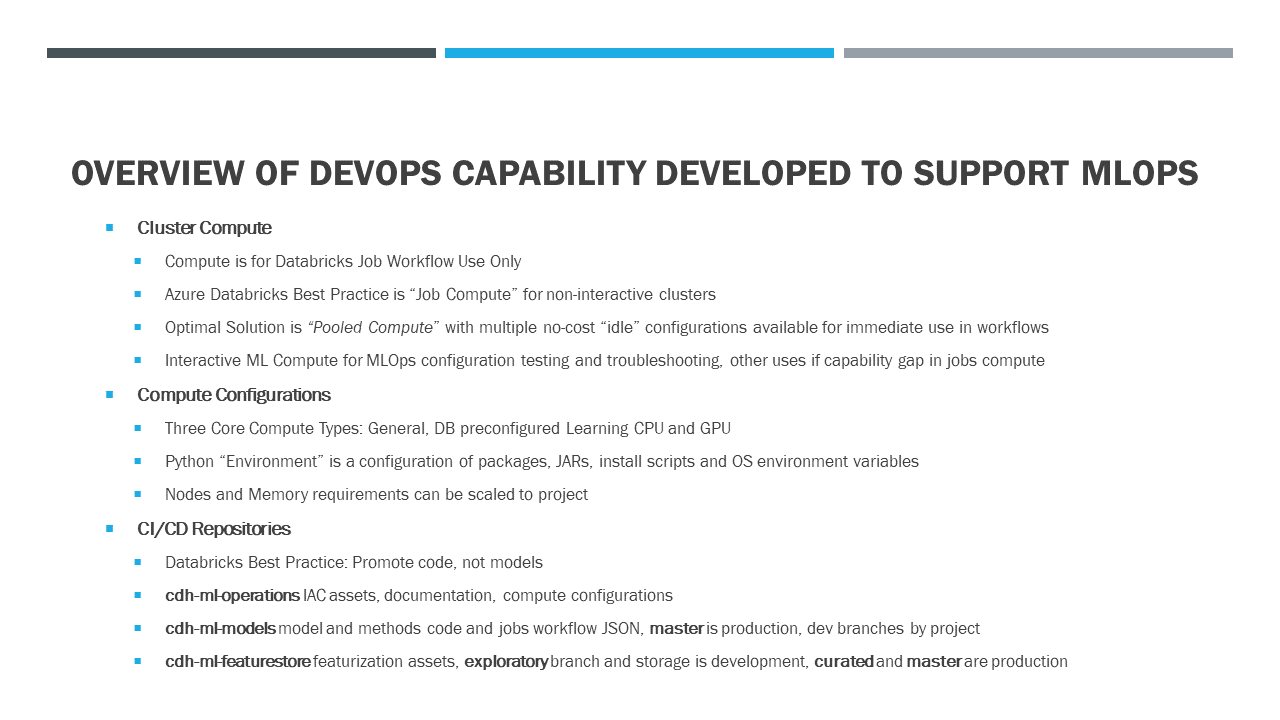 OVERVIEW OF DEVOPS CAPABILITY DEVELOPED TO SUPPORT MLOPS
Cluster Compute
Compute is for Databricks Job Workflow Use Only
Azure Databricks Best Practice is “Job Compute” for non-interactive clusters
Optimal Solution is “Pooled Compute” with multiple no-cost “idle” configurations available for immediate use in workflows
Interactive ML Compute for MLOps configuration testing and troubleshooting, other uses if capability gap in jobs compute
Compute Configurations
Three Core Compute Types: General, DB preconfigured Learning CPU and GPU
Python “Environment” is a configuration of packages, JARs, install scripts and OS environment variables
Nodes and Memory requirements can be scaled to project
CI/CD Repositories
Databricks Best Practice: Promote code, not models
cdh-ml-operations IAC assets, documentation, compute configurations
cdh-ml-models model and methods code and jobs workflow JSON, master is production, dev branches by project
cdh-ml-featurestore featurization assets, exploratory branch and storage is development, curated and master are production